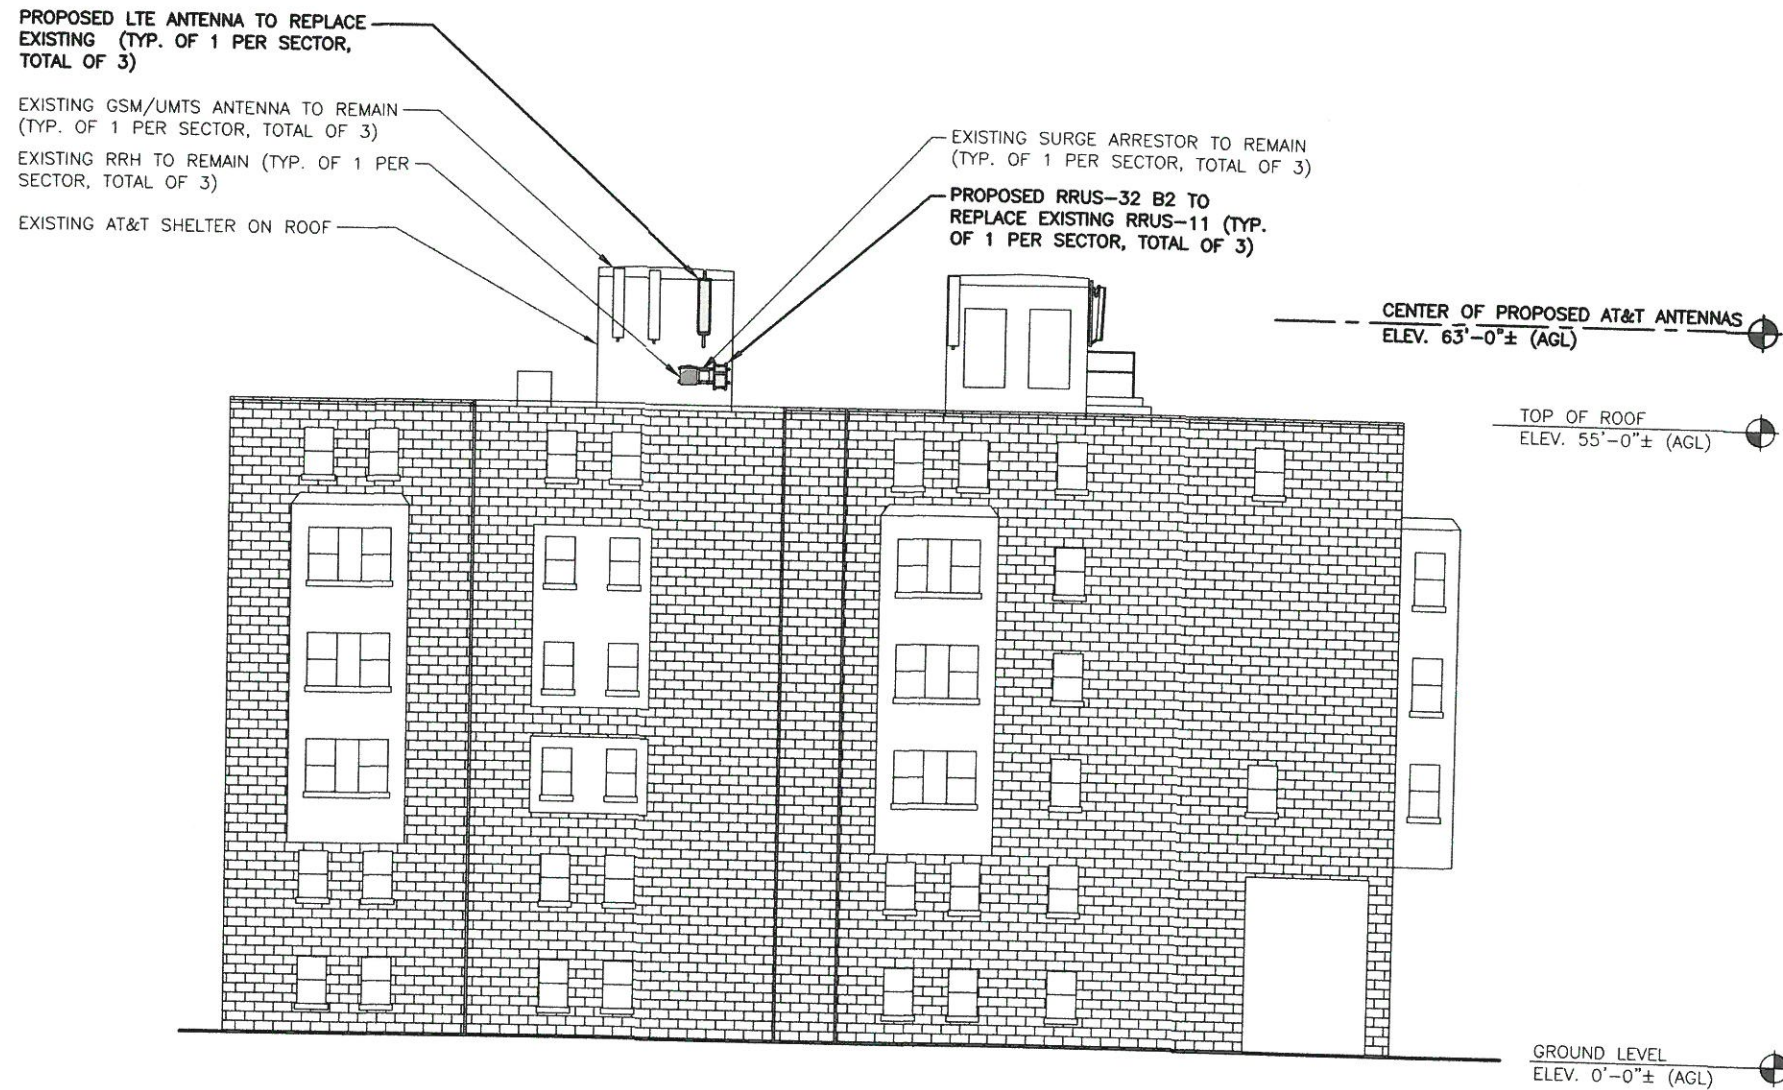 PROPOSED LTE ANTENNA TO REPLACE
EXISTING (TYP. OF 1 PER SECTOR,
TOTAL OF 3)
EXISTING GSM/UMTS ANTENNA TO REMAIN
(TYP. OF 1 PER SECTOR, TOTAL OF 3)
EXISTING RRH TO REMAIN (TYP. OF 1 PER
SECTOR, TOTAL OF 3)
EXISTING AT&T SHELTER ON ROOF
EXISTING SURGE ARRESTOR TO REMAIN
(TYP. OF 1 PER SECTOR, TOTAL OF 3)
PROPOSED RRUS-32 B2 TO
REPLACE EXISTING RRUS-11 (TYP.
OF 1 PER SECTOR, TOTAL OF 3)
CENTER OF PROPOSED AT&T ANTENNAS
ELEV. 63'-0"± (AGL)
TOP OF ROOF
ELEV. 55'-0"± (AGL)
GROUND LEVEL
ELEV. 0'-0"± (AGL)